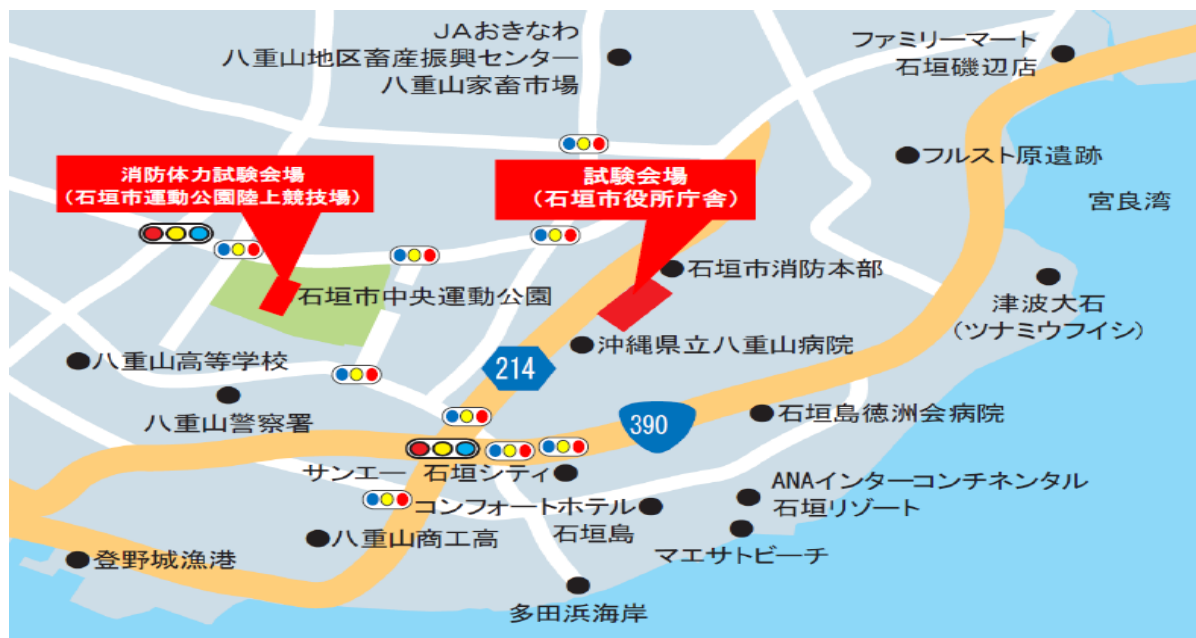 JAおきなわ
八重山地区畜産振興センター
八重山家畜市場
ファミリーマート
石垣磯辺店
フルスト原遺跡
宮良湾
消防体力試験会場
(石垣市運動公園陸上競技場)
試験会場
(石垣市役所庁舎)
石垣市消防本部
石垣市中央運動公園
津波大石
(ツナミウフイシ)
沖縄県立八重山病院
八重山高等学校
214
八重山警察署
390
石垣島徳洲会病院
サンエー 石垣シティ
ANAインターコンチネンタル
石垣リゾート
コンフォートホテル
石垣島
八重山商工高
マエサトビーチ
登野城漁港
多田浜海岸